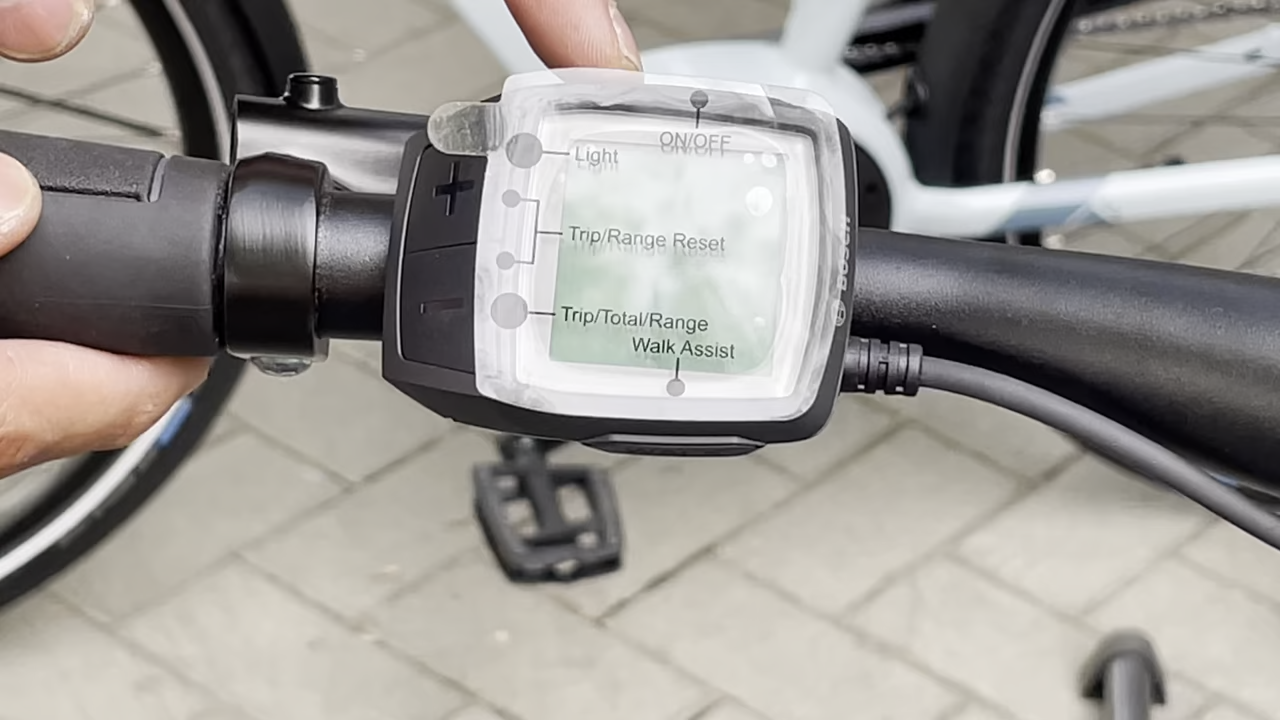 ON/OFF
Light
Trip/Range Reset
Trip/Total/Range
Walk Assist
BOSCH